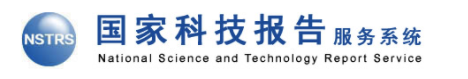 NSTRS
国家科技报告服务系统
National Science and Technology Report Service